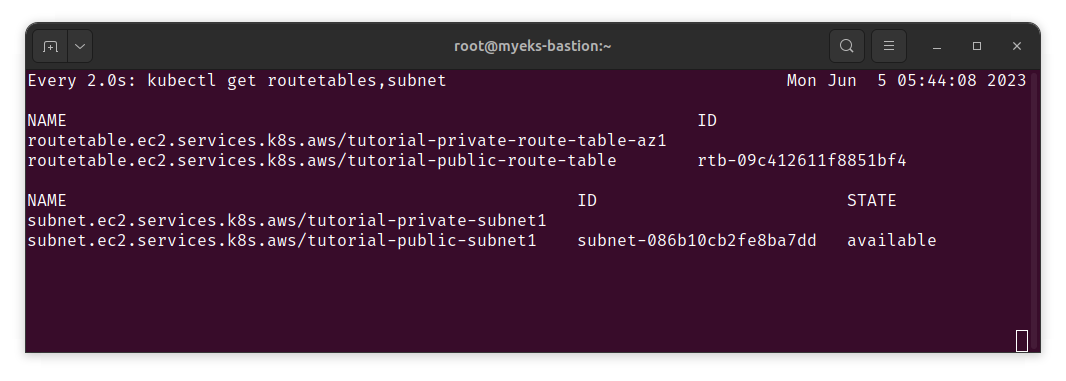 root@myeks-bastion:~
Every 2.0s: kubectl get routetables,subnet Mon Jun 5 05:44:08 2023
NAME ID
routetable.ec2.services.k8s.aws/tutorial-private-route-table-az1
routetable.ec2.services.k8s.aws/tutorial-public-route-table rtb-09c412611f8851bf4
NAME ID STATE
subnet.ec2.services.k8s.aws/tutorial-private-subnet1
subnet.ec2.services.k8s.aws/tutorial-public-subnet1 subnet-086b10cb2fe8ba7dd available